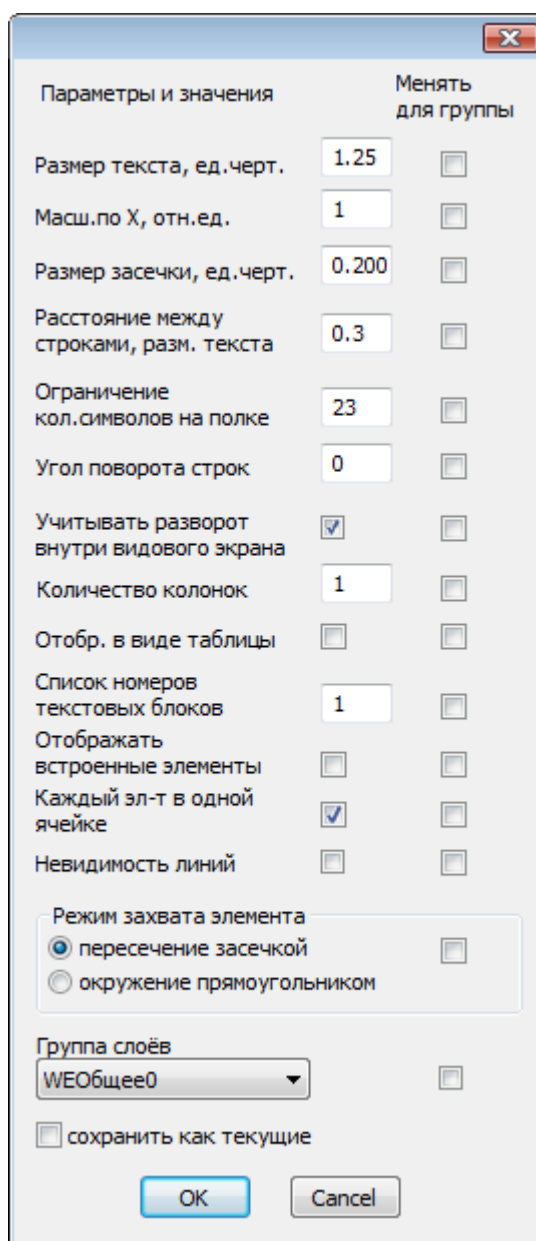 Параметры и значения
Менять
для группы
Размер текста, ед.черт.
1.25
Масш.по X, отн.ед.
1
Размер засечки, ед.черт.
0.200
Расстояние между
строками, разм. текста
0.3
Ограничение
кол.символов на полке
23
Угол поворота строк
0
Учитывать разворот
внутри видового экрана
Количество колонок
1
Отобр. в виде таблицы
Список номеров
текстовых блоков
1
Отображать
встроенные элементы
Каждый эл-т в одной
ячейке
Невидимость линий
Режим захвата элемента
пересечение засечкой
окружение прямоугольником
Группа слоёв
WEОбщее0
сохранить как текущие
OK
Cancel